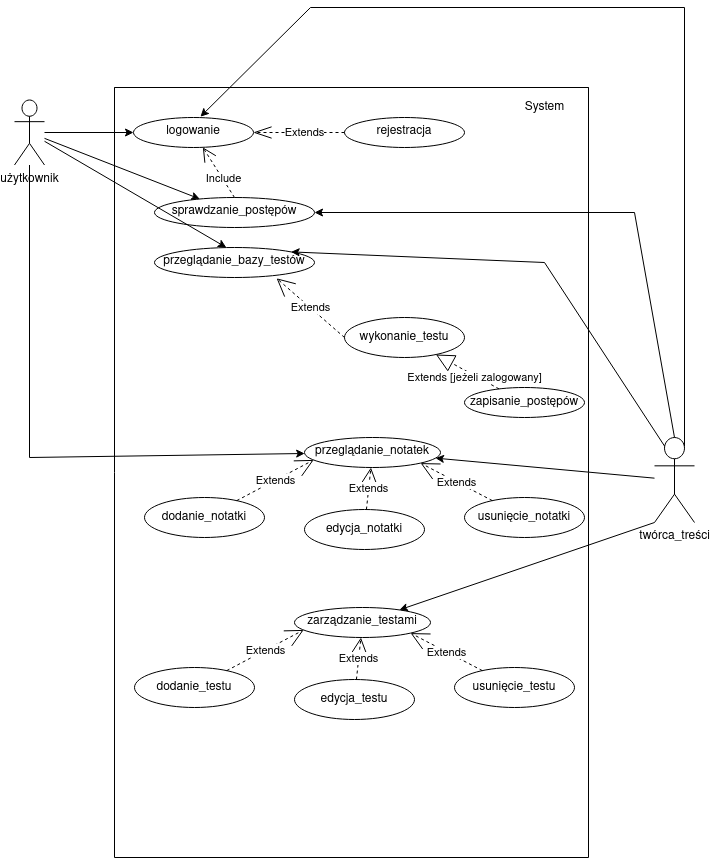 System
logowanie
Extends
rejestracja
użytkownik
Include
sprawdzanie_postępów
przeglądanie_bazy_testów
Extends
wykonanie_testu
Extends [jeżeli zalogowany]
zapisanie_postępów
przeglądanie_notatek
Extends
Extends
Extends
dodanie_notatki
edycja_notatki
usunięcie_notatki
twórca_treści
zarządzanie_testami
Extends
Extends
Extends
dodanie_testu
edycja_testu
usunięcie_testu